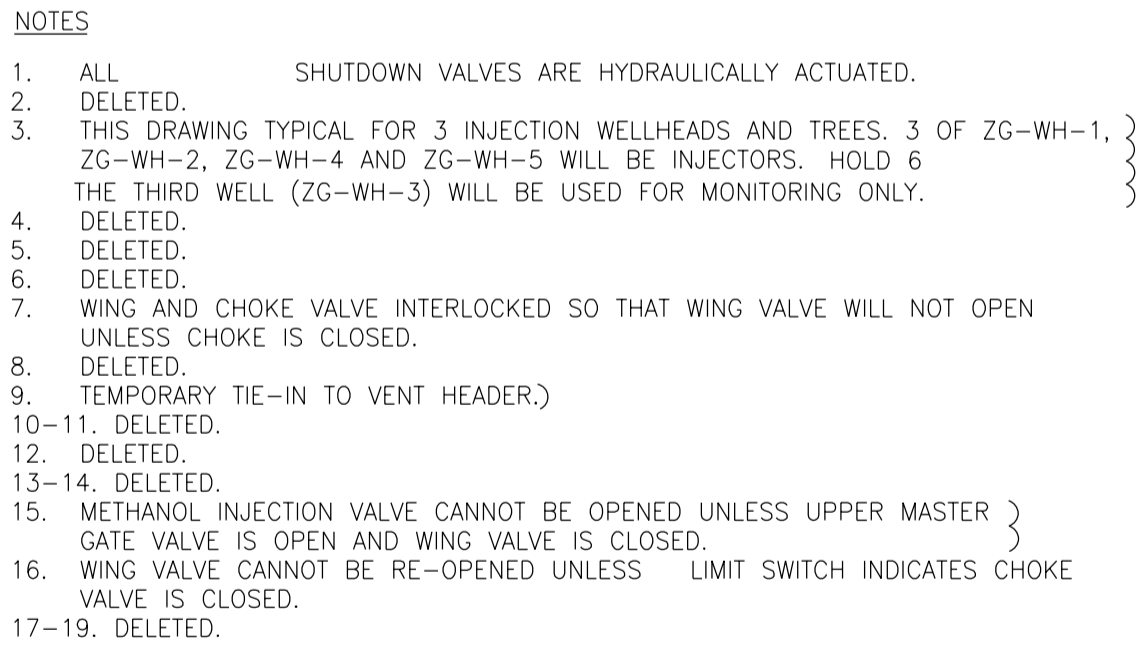 NOTES
1. ALL SHUTDOWN VALVES ARE HYDRAULICALLY ACTUATED.
2. DELETED.
3. THIS DRAWING TYPICAL FOR 3 INJECTION WELLHEADS AND TREES. 3 OF ZG-WH-1,
ZG-WH-2, ZG-WH-4 AND ZG-WH-5 WILL BE INJECTORS. HOLD 6
THE THIRD WELL (ZG-WH-3) WILL BE USED FOR MONITORING ONLY.
4. DELETED.
5. DELETED.
6. DELETED.
7. WING AND CHOKE VALVE INTERLOCKED SO THAT WING VALVE WILL NOT OPEN
UNLESS CHOKE IS CLOSED.
8. DELETED.
9. TEMPORARY TIE-IN TO VENT HEADER.)
10-11. DELETED.
12. DELETED.
13-14. DELETED.
15. METHANOL INJECTION VALVE CANNOT BE OPENED UNLESS UPPER MASTER
GATE VALVE IS OPEN AND WING VALVE IS CLOSED.
16. WING VALVE CANNOT BE RE-OPENED UNLESS LIMIT SWITCH INDICATES CHOKE
VALVE IS CLOSED.
17-19. DELETED.